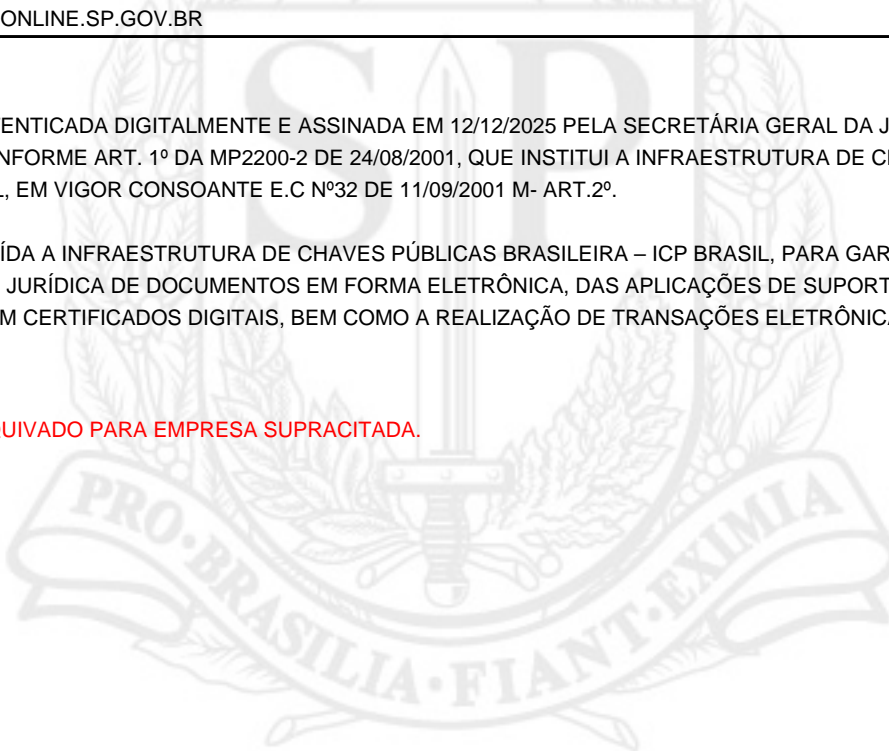 ONLINE.SP.GOV.BR
TENTICADA DIGITALMENTE E ASSINADA EM 12/12/2025 PELA SECRETÁRIA GERAL DA J
NFORME ART. 1º DA MP2200-2 DE 24/08/2001, QUE INSTITUI A INFRAESTRUTURA DE C
L, EM VIGOR CONSOANTE E.C Nº32 DE 11/09/2001 M- ART.2º.
ÍDA A INFRAESTRUTURA DE CHAVES PÚBLICAS BRASILEIRA – ICP BRASIL, PARA GAR
JURÍDICA DE DOCUMENTOS EM FORMA ELETRÔNICA, DAS APLICAÇÕES DE SUPORT
M CERTIFICADOS DIGITAIS, BEM COMO A REALIZAÇÃO DE TRANSAÇÕES ELETRÔNICA
QUIVADO PARA EMPRESA SUPRACITADA.
SP
PRO·BRASILIA·FIANT·EXIMIA